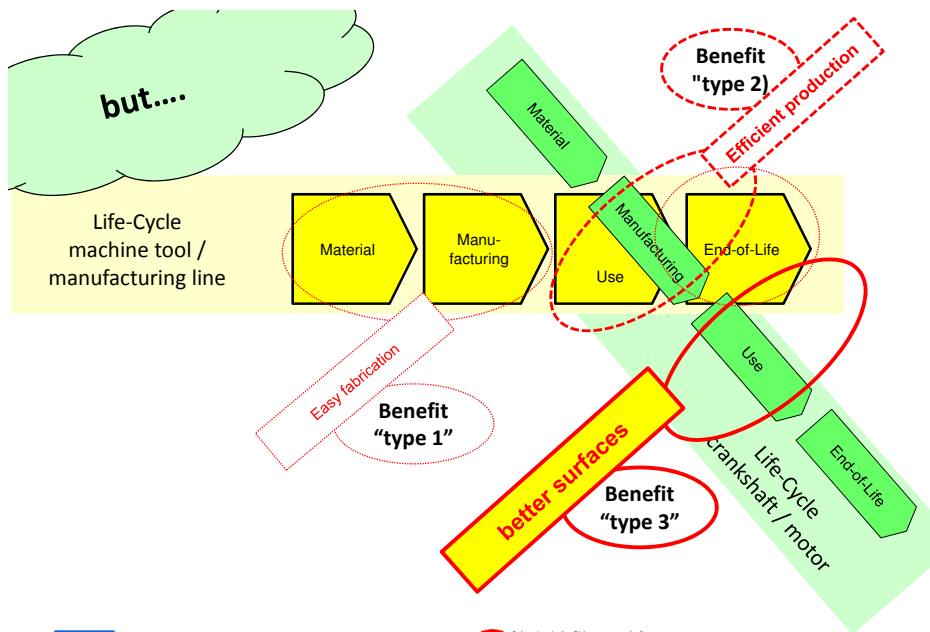 but....
Benefit
"type 2)
Efficient production
Material
Life-Cycle
machine tool /
manufacturing line
Material
Manu-
facturing
Use
Manufacturing
End-of-Life
Easy fabrication
Benefit
“type 1”
Use
better surfaces
Benefit
“type 3”
Life-Cycle
crankshaft / motor
End-of-Life